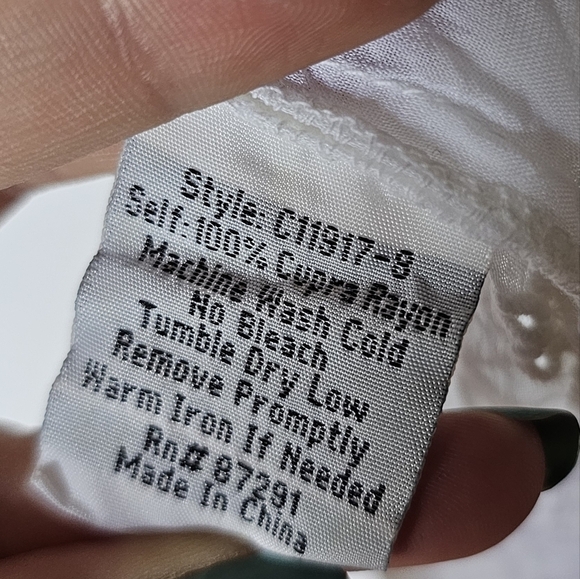 Style: C11917-8
Self-100% Cupra Rayon
Machine Wash Cold
No Bleach
Tumble Dry Low
Remove Promptly
Warm Iron If Needed
Rn# 87291
Made In China